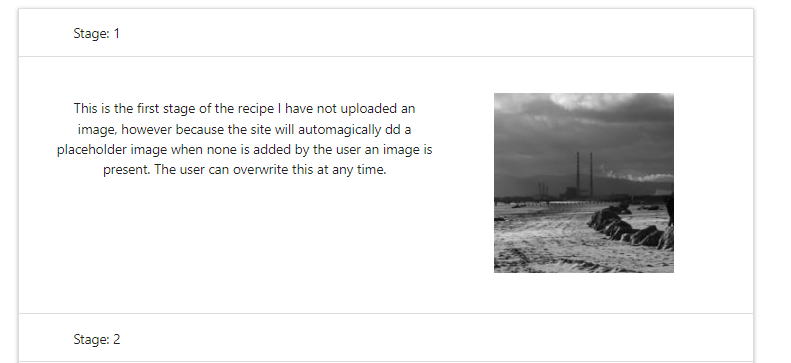 Stage: 1
This is the first stage of the recipe I have not uploaded an
image, however because the site will automagically dd a
placeholder image when none is added by the user an image is
present. The user can overwrite this at any time.
Stage: 2